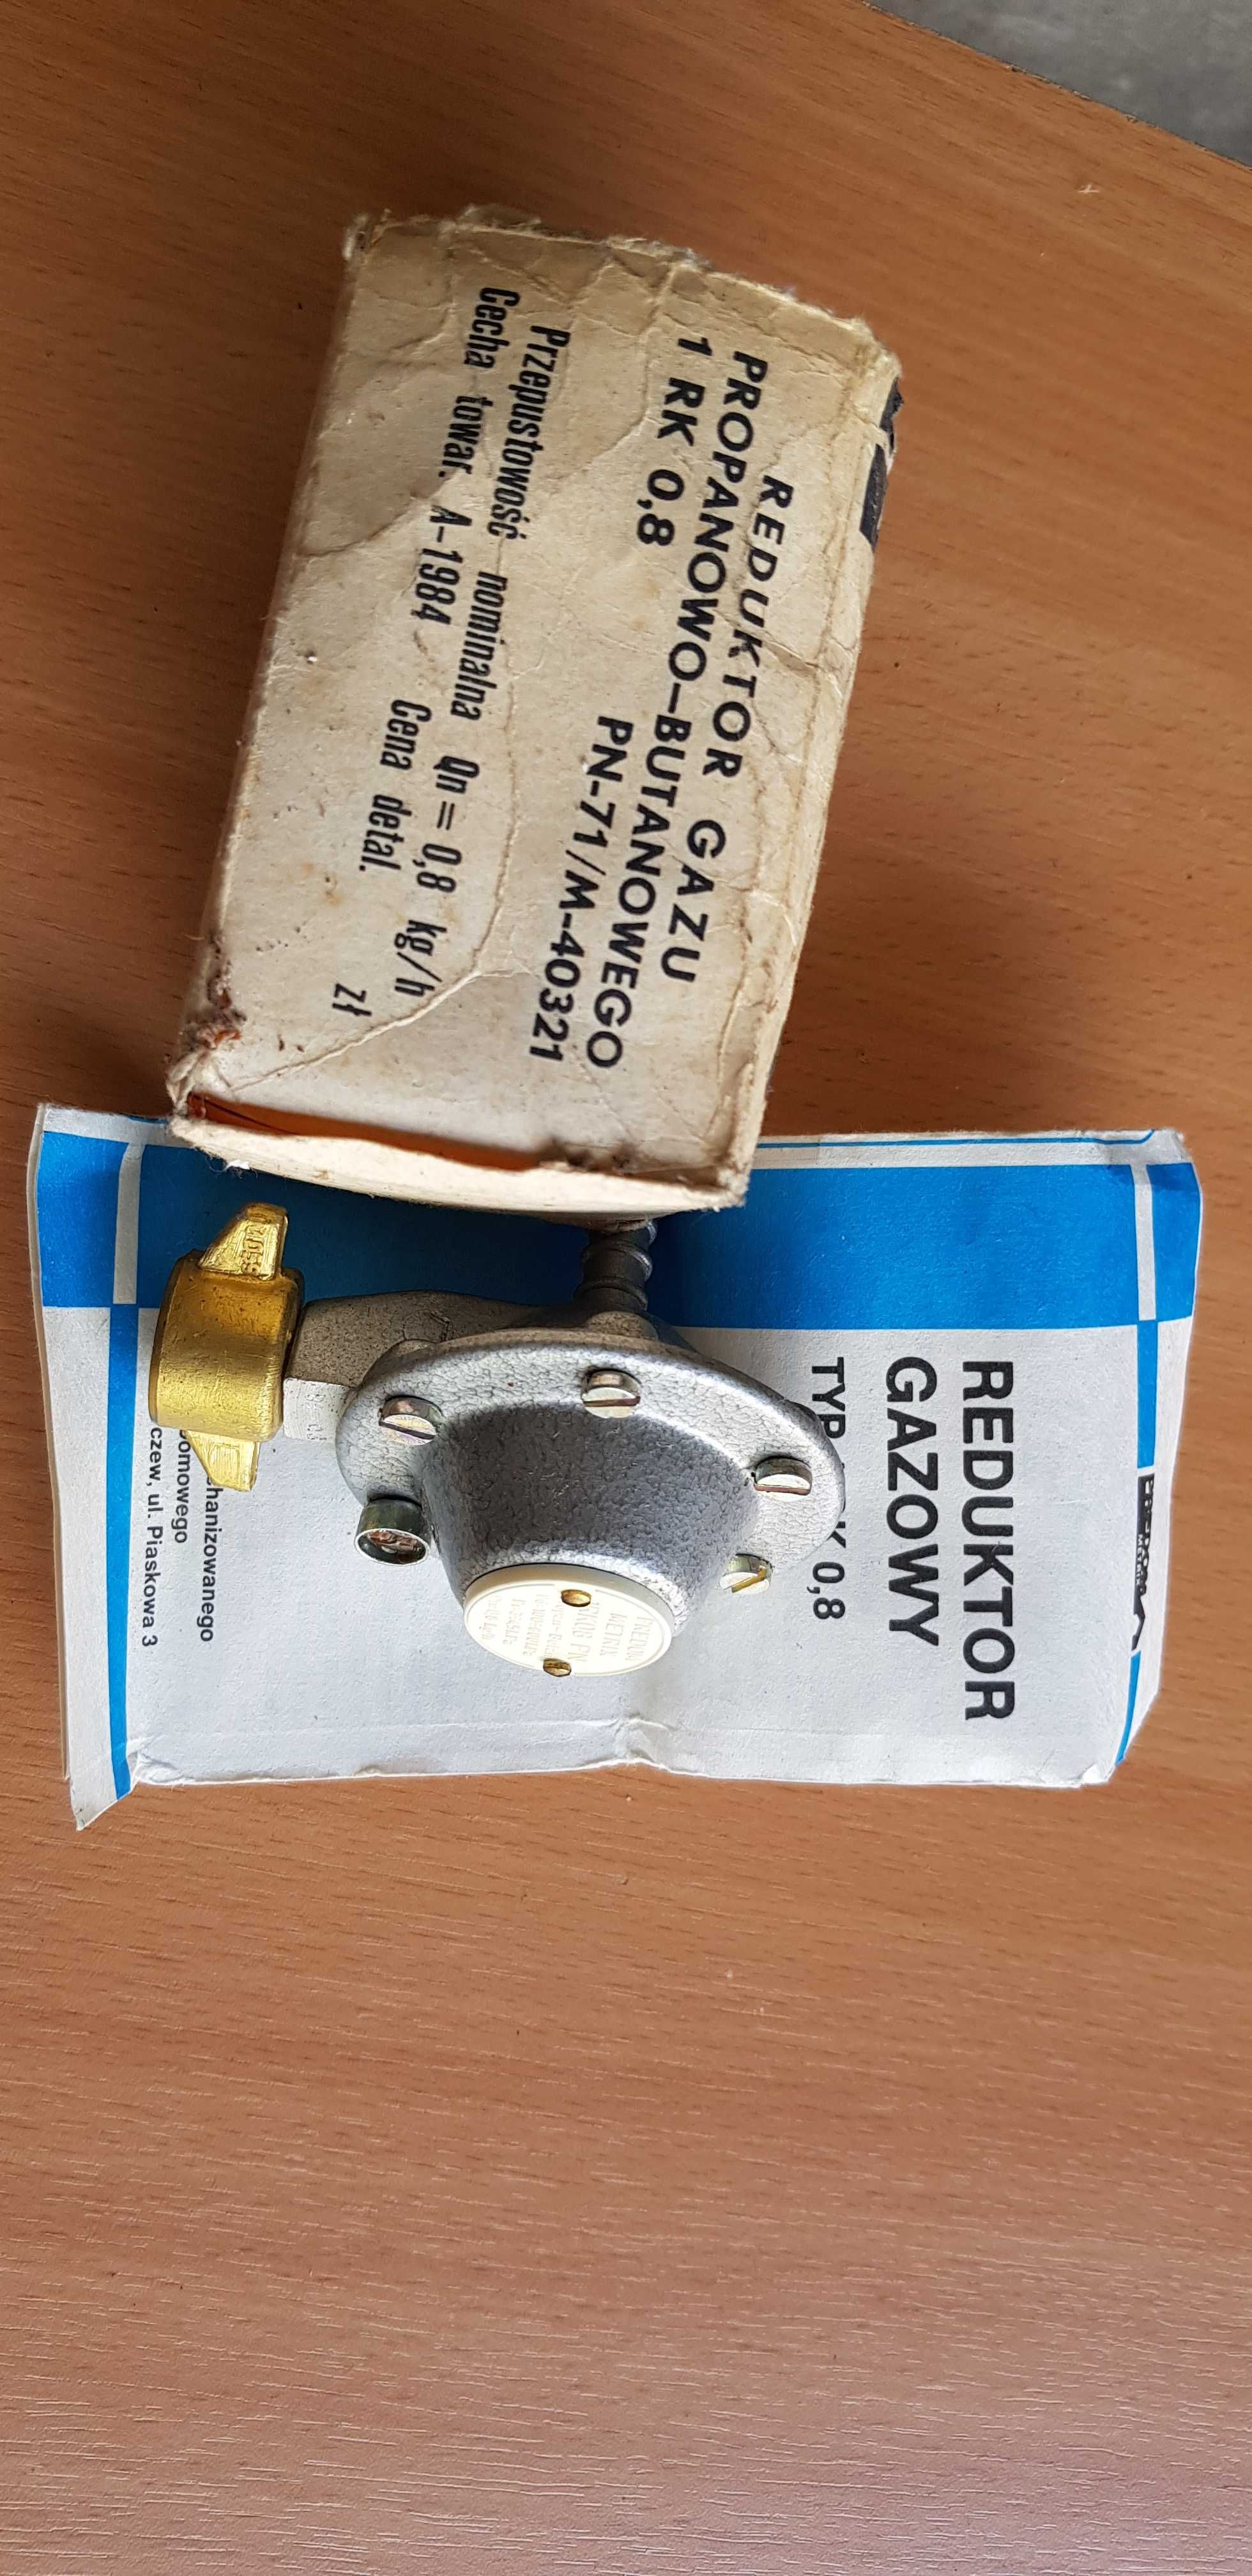 REDUKTOR GAZU
PROPANOWO-BUTANOWEGO
1 RK 0,8
PN-71/M-40321
Przepustowość nominalna Qn = 0,8 kg/h
Cecha towar. A-1984
Cena detal. zł
REDUKTOR
GAZOWY
TYP 0,8
hanizowanego
omowego
czew, ul. Piaskowa 3